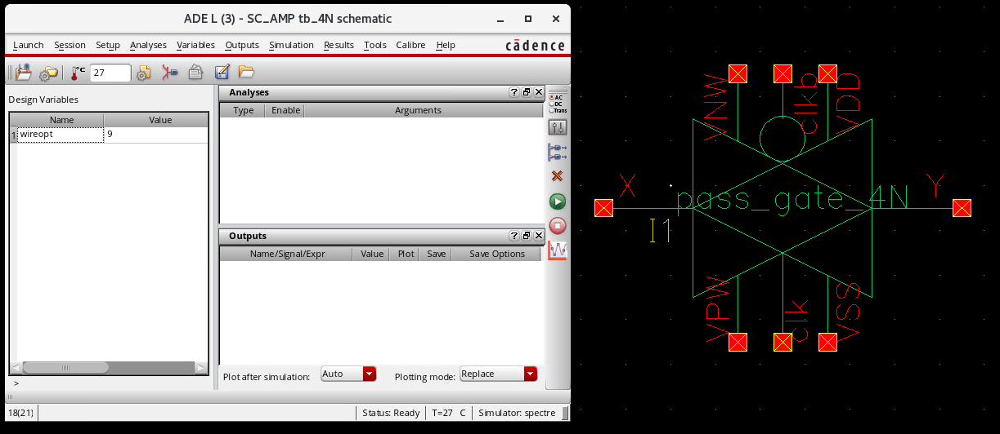 ADE L (3) - SC_AMP tb_4N schematic
Launch Session Setup Analyses Variables Outputs Simulation Results Tools Calibre Help cādence
°C 27
Design Variables
Name Value
1 wireopt 9
>
Analyses
Type Enable Arguments
AC
DC
Trans
Outputs
Name/Signal/Expr Value Plot Save Save Options
Plot after simulation: Auto Plotting mode: Replace
18(21) Status: Ready T=27 C Simulator: spectre
VNW clkb VDD
X Y
pass_gate_4N
I1
VPW clk VSS